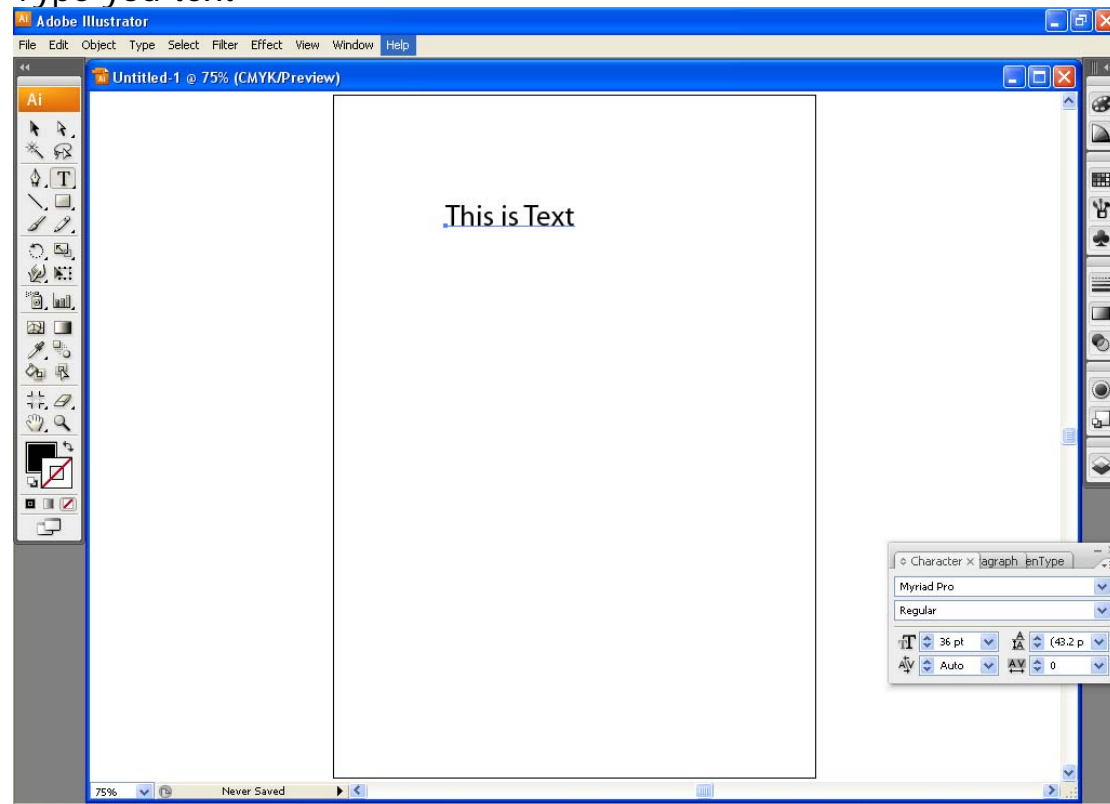 Type you text
Ai Adobe Illustrator
File Edit Object Type Select Filter Effect View Window Help
Untitled-1 @ 75% (CMYK/Preview)
Ai
T
This is Text
Character × agraph enType
Myriad Pro
Regular
36 pt (43.2 p
Auto 0
75% Never Saved